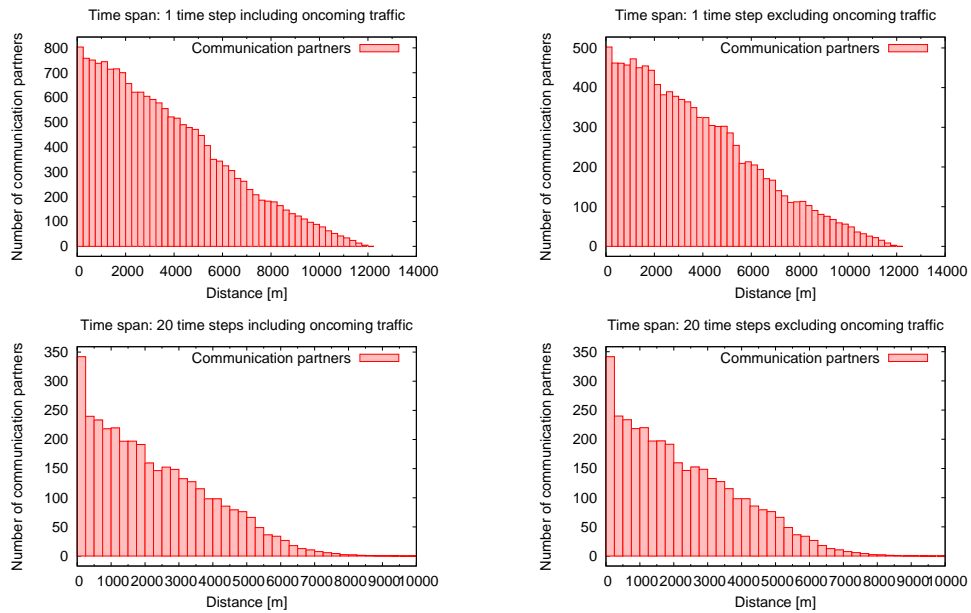 Time span: 1 time step including oncoming traffic
Number of communication partners
Communication partners
800
700
600
500
400
300
200
100
0
0 2000 4000 6000 8000 10000 12000 14000
Distance [m]
Time span: 1 time step excluding oncoming traffic
Number of communication partners
Communication partners
500
400
300
200
100
0
0 2000 4000 6000 8000 10000 12000 14000
Distance [m]
Time span: 20 time steps including oncoming traffic
Number of communication partners
Communication partners
350
300
250
200
150
100
50
0
0 1000 2000 3000 4000 5000 6000 7000 8000 9000 10000
Distance [m]
Time span: 20 time steps excluding oncoming traffic
Number of communication partners
Communication partners
350
300
250
200
150
100
50
0
0 1000 2000 3000 4000 5000 6000 7000 8000 9000 10000
Distance [m]